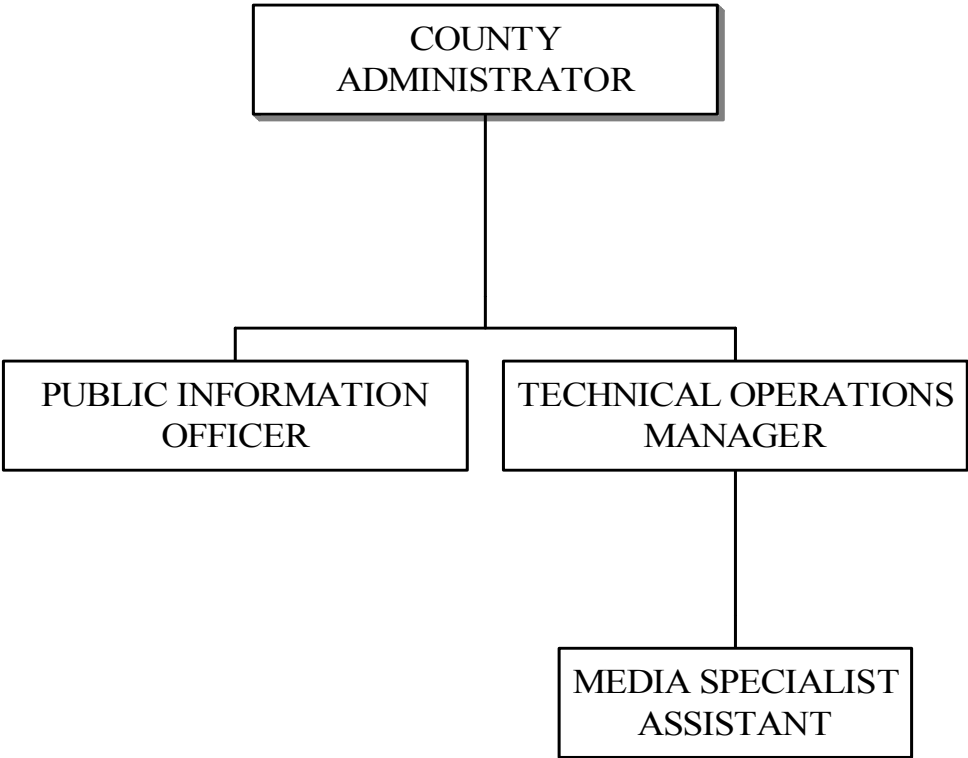 COUNTY
ADMINISTRATOR
PUBLIC INFORMATION
OFFICER
TECHNICAL OPERATIONS
MANAGER
MEDIA SPECIALIST
ASSISTANT